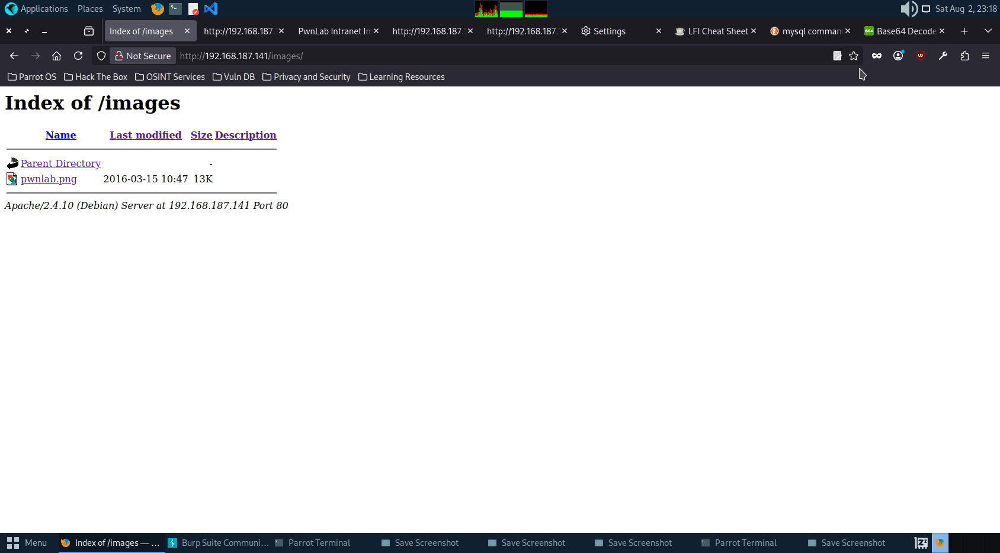 Applications Places System Sat Aug 2, 23:18
Index of /images http://192.168.187. PwnLab Intranet Im http://192.168.187.1 http://192.168.187. Settings LFI Cheat Sheet mysql comman Base64 Decode
Not Secure http://192.168.187.141/images/
Parrot OS Hack The Box OSINT Services Vuln DB Privacy and Security Learning Resources
Index of /images
Name Last modified Size Description
Parent Directory -
pwnlab.png 2016-03-15 10:47 13K
Apache/2.4.10 (Debian) Server at 192.168.187.141 Port 80
Menu Index of /images — ... Burp Suite Communi... Parrot Terminal Save Screenshot Save Screenshot Save Screenshot Parrot Terminal Save Screenshot